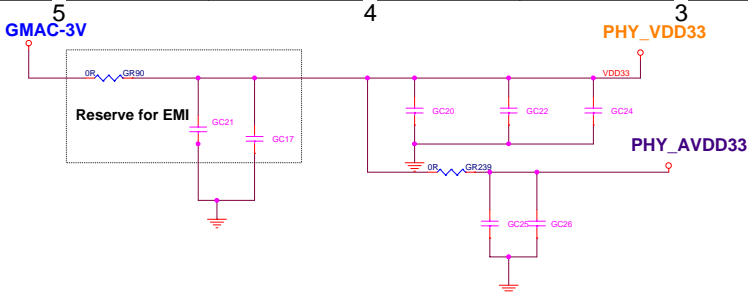 5 4 3
GMAC-3V PHY_VDD33
0R GR90 VDD33
Reserve for EMI GC21 GC17 GC20 GC22 GC24
PHY_AVDD33
0R GR239
GC25 GC26